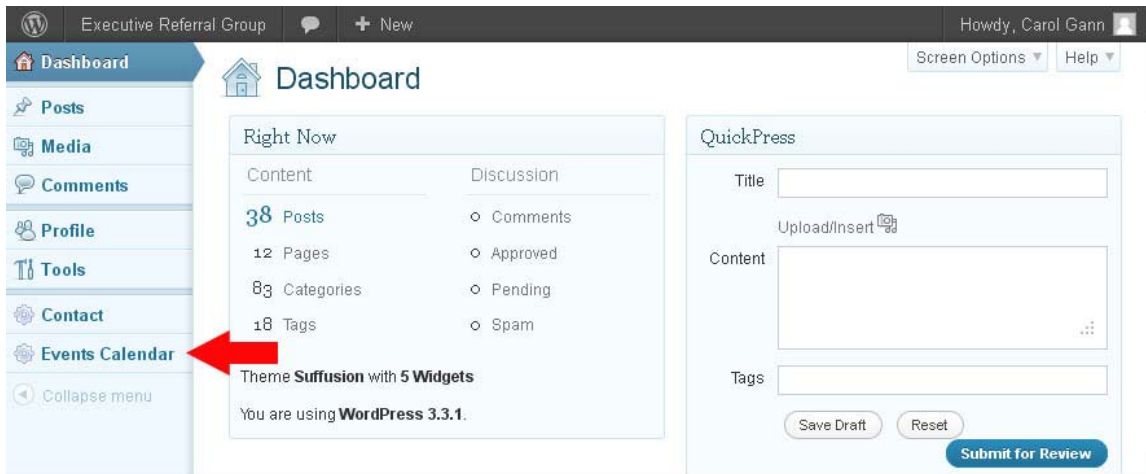 Executive Referral Group + New Howdy, Carol Gann
Screen Options Help
Dashboard
Posts
Media
Comments
Profile
Tools
Contact
Events Calendar
Collapse menu
Dashboard
Right Now
Content Discussion
38 Posts 0 Comments
12 Pages 0 Approved
83 Categories 0 Pending
18 Tags 0 Spam
Theme Suffusion with 5 Widgets
You are using WordPress 3.3.1.
QuickPress
Title
Upload/Insert
Content
Tags
Save Draft Reset
Submit for Review